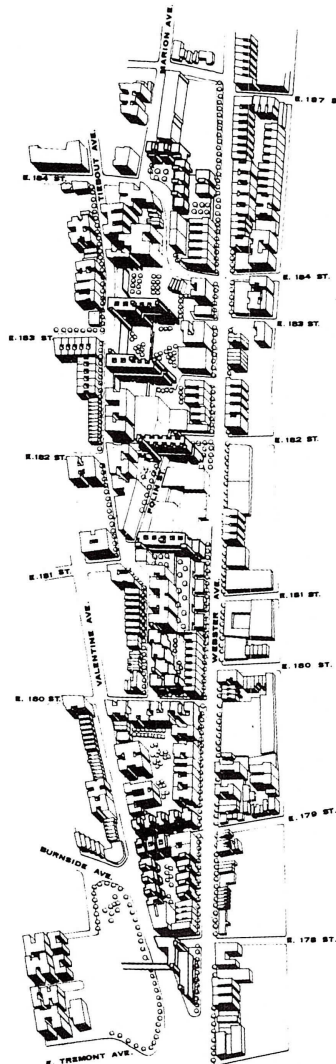 MARION AVE.
E. 187 S
TIEBOUT AVE.
E. 184 ST.
E. 184 ST.
E. 183 ST.
E. 183 ST.
E. 182 ST.
E. 182 ST.
FOLIN
E. 181 ST.
E. 181 ST.
VALENTINE AVE.
WEBSTER AVE.
E. 180 ST.
E. 180 ST.
E. 179 ST.
BURNSIDE AVE.
E. 178 ST.
E. TREMONT AVE.